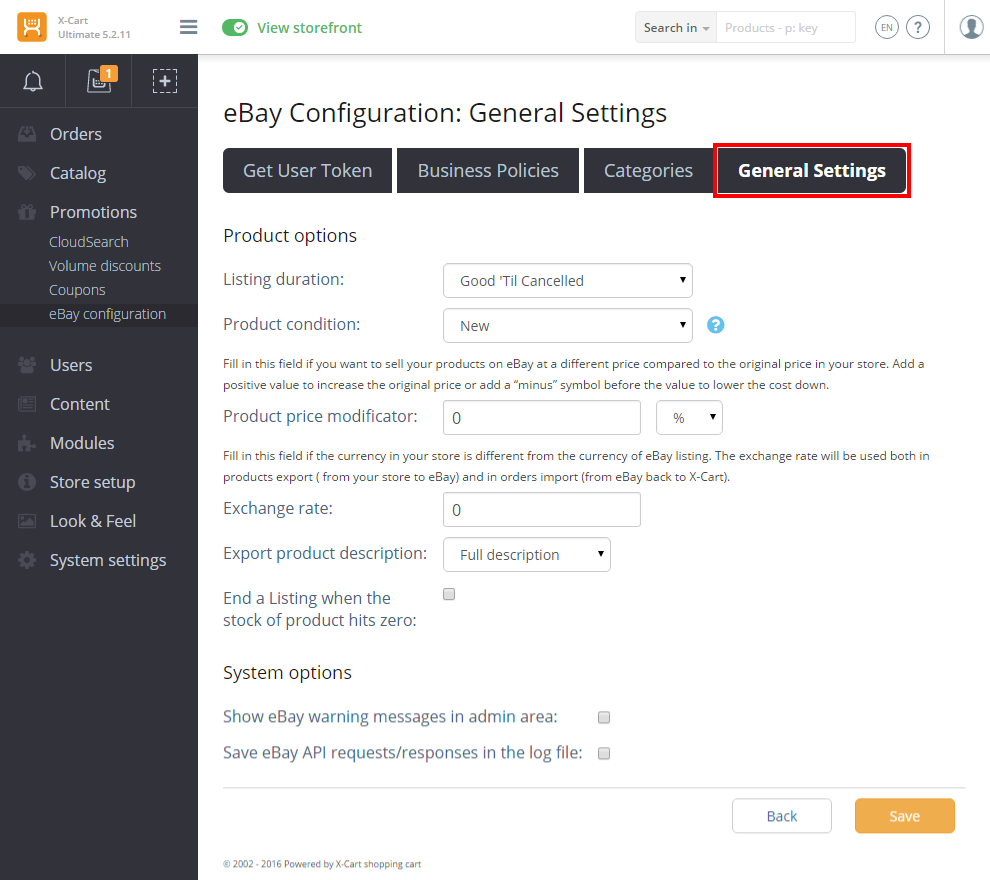 X-Cart
Ultimate 5.2.11
View storefront
Search in
Products - p: key
EN
?
1
Orders
Catalog
Promotions
CloudSearch
Volume discounts
Coupons
eBay configuration
Users
Content
Modules
Store setup
Look & Feel
System settings
eBay Configuration: General Settings
Get User Token
Business Policies
Categories
General Settings
Product options
Listing duration:
Good 'Til Cancelled
Product condition:
New
?
Fill in this field if you want to sell your products on eBay at a different price compared to the original price in your store. Add a
positive value to increase the original price or add a “minus” symbol before the value to lower the cost down.
Product price modificator:
0
%
Fill in this field if the currency in your store is different from the currency of eBay listing. The exchange rate will be used both in
products export ( from your store to eBay) and in orders import (from eBay back to X-Cart).
Exchange rate:
0
Export product description:
Full description
End a Listing when the
stock of product hits zero:
System options
Show eBay warning messages in admin area:
Save eBay API requests/responses in the log file:
Back
Save
© 2002 - 2016 Powered by X-Cart shopping cart